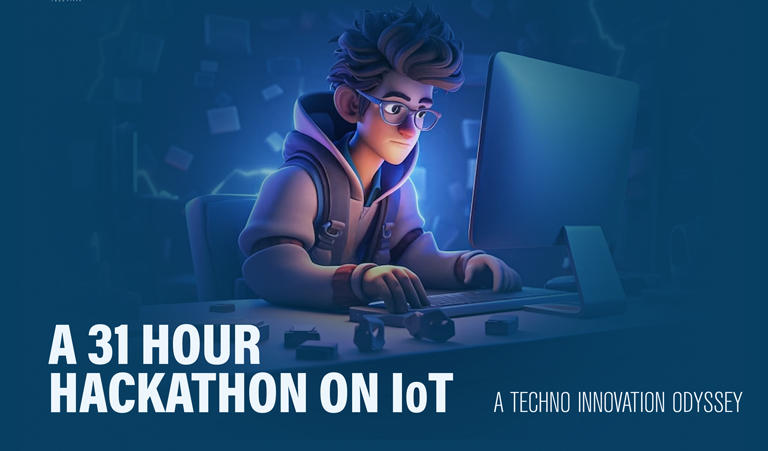 A 31 HOUR
HACKATHON ON IoT
A TECHNO INNOVATION ODYSSEY